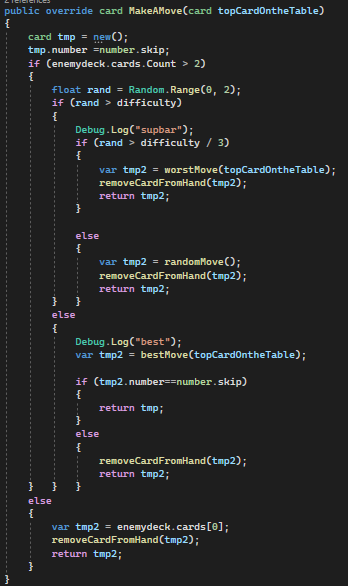 2 references
public override card MakeAMove(card topCardOntheTable)
{
card tmp = new();
tmp.number =number.skip;
if (enemydeck.cards.Count > 2)
{
float rand = Random.Range(0, 2);
if (rand > difficulty)
{
Debug.Log("supbar");
if (rand > difficulty / 3)
{
var tmp2 = worstMove(topCardOntheTable);
removeCardFromHand(tmp2);
return tmp2;
}
else
{
var tmp2 = randomMove();
removeCardFromHand(tmp2);
return tmp2;
} }
else
{
Debug.Log("best");
var tmp2 = bestMove(topCardOntheTable);
if (tmp2.number==number.skip)
{
return tmp;
}
else
{
removeCardFromHand(tmp2);
return tmp2;
} } }
else
{
var tmp2 = enemydeck.cards[0];
removeCardFromHand(tmp2);
return tmp2;
}
}